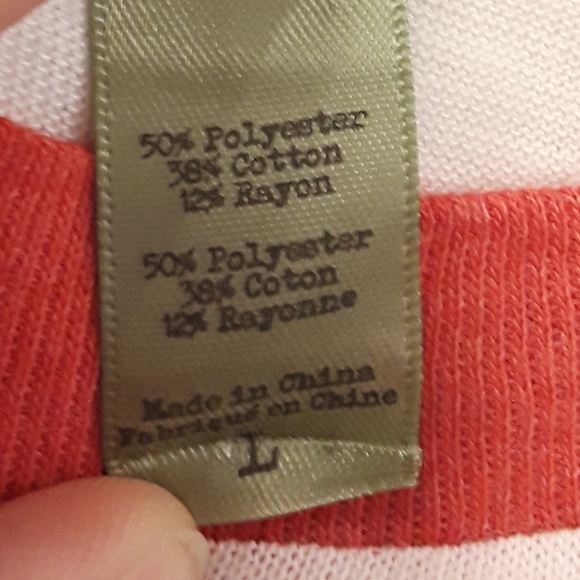 50% Polyester
38% Cotton
12% Rayon
50% Polyester
38% Coton
12% Rayonne
Made in China
Fabriqué en Chine
L